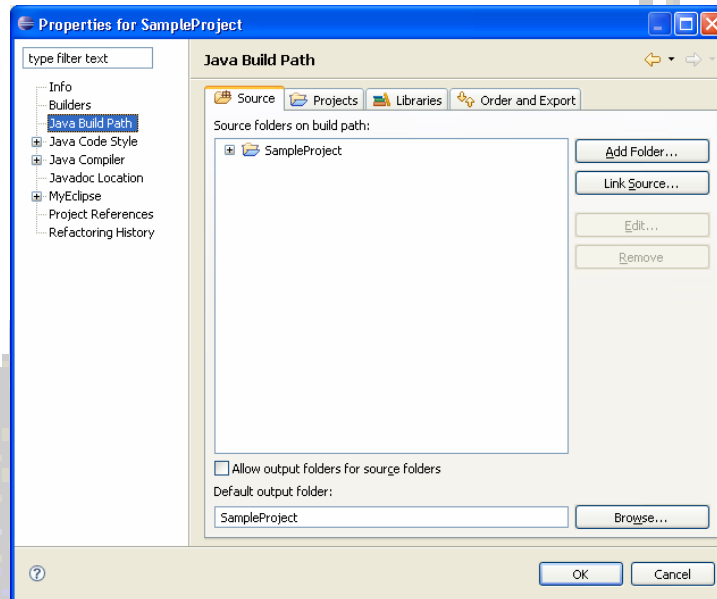 Properties for SampleProject
type filter text
Java Build Path
Info
Builders
Java Build Path
Java Code Style
Java Compiler
Javadoc Location
MyEclipse
Project References
Refactoring History
Source
Projects
Libraries
Order and Export
Source folders on build path:
SampleProject
Add Folder...
Link Source...
Edit...
Remove
Allow output folders for source folders
Default output folder:
SampleProject
Browse...
OK
Cancel